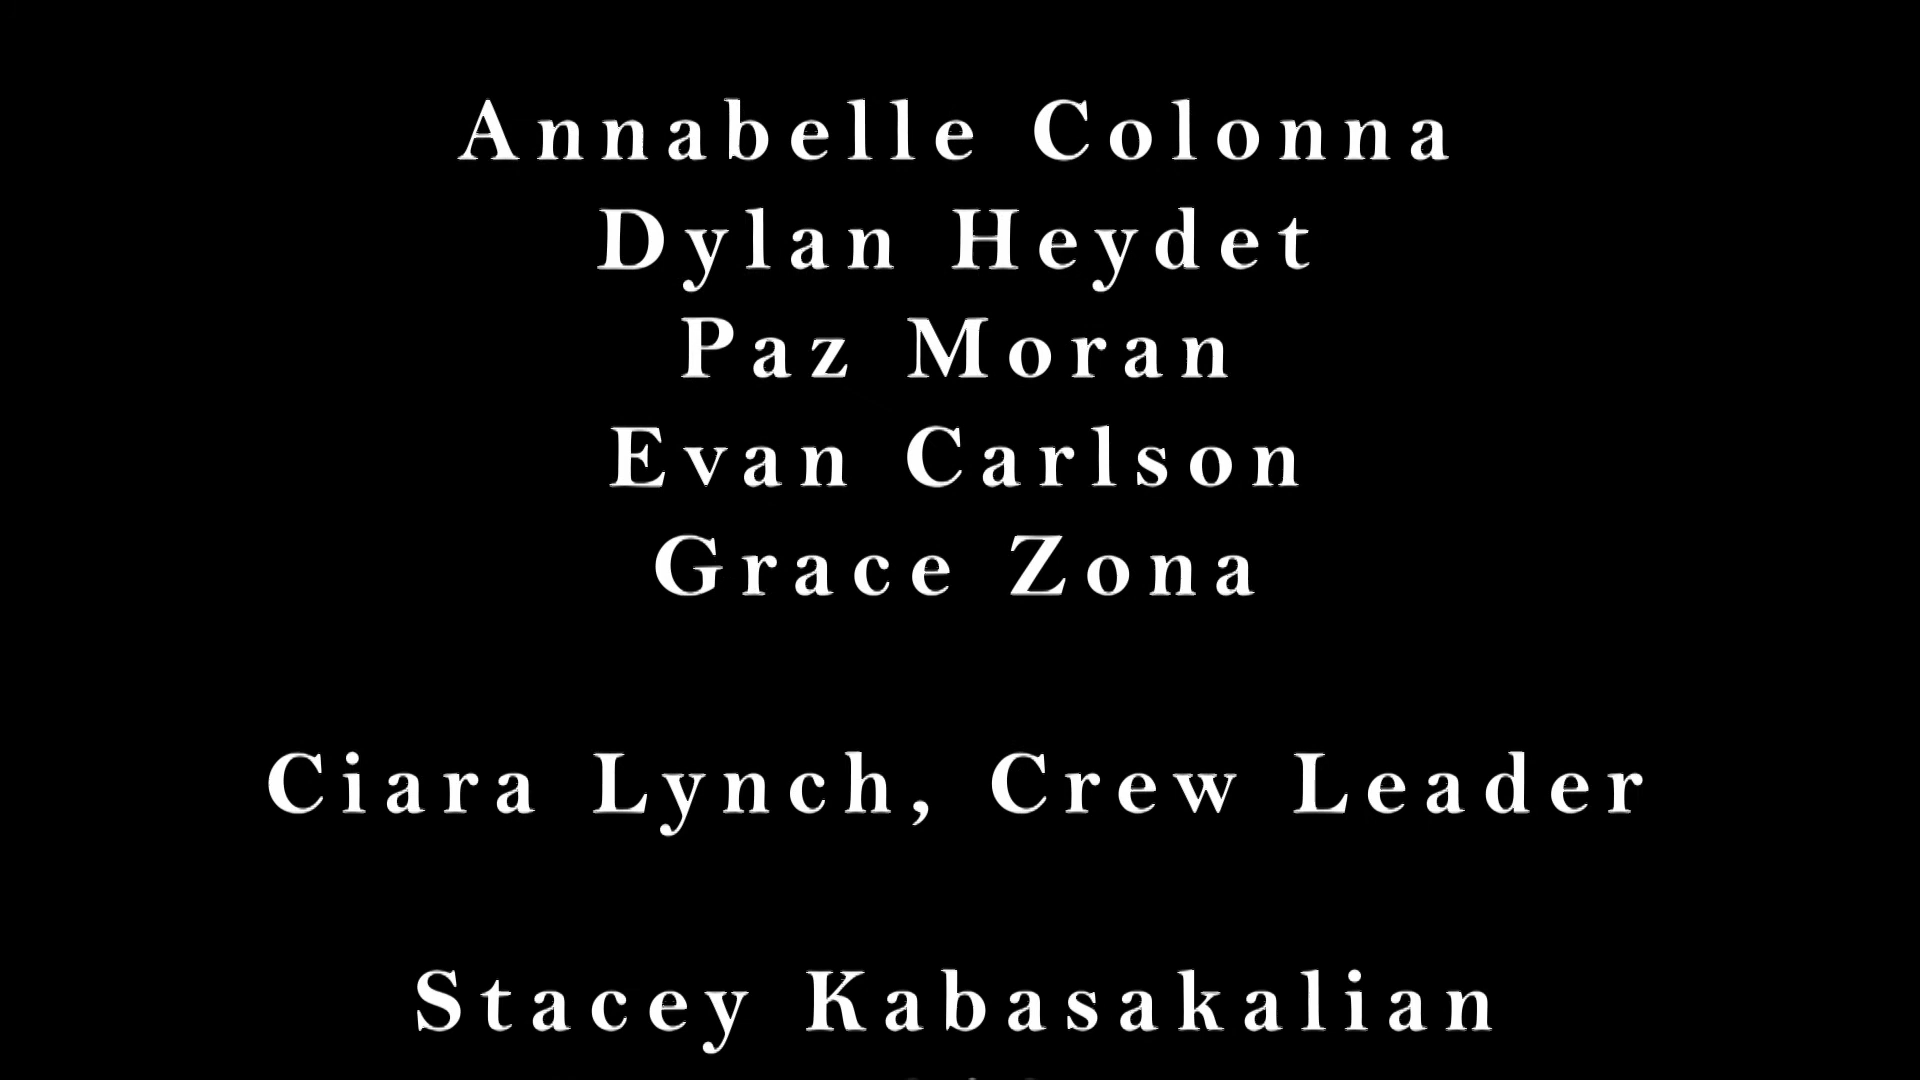 Annabelle Colonna
Dylan Heydet
Paz Moran
Evan Carlson
Grace Zona
Ciara Lynch, Crew Leader
Stacey Kabasakalian